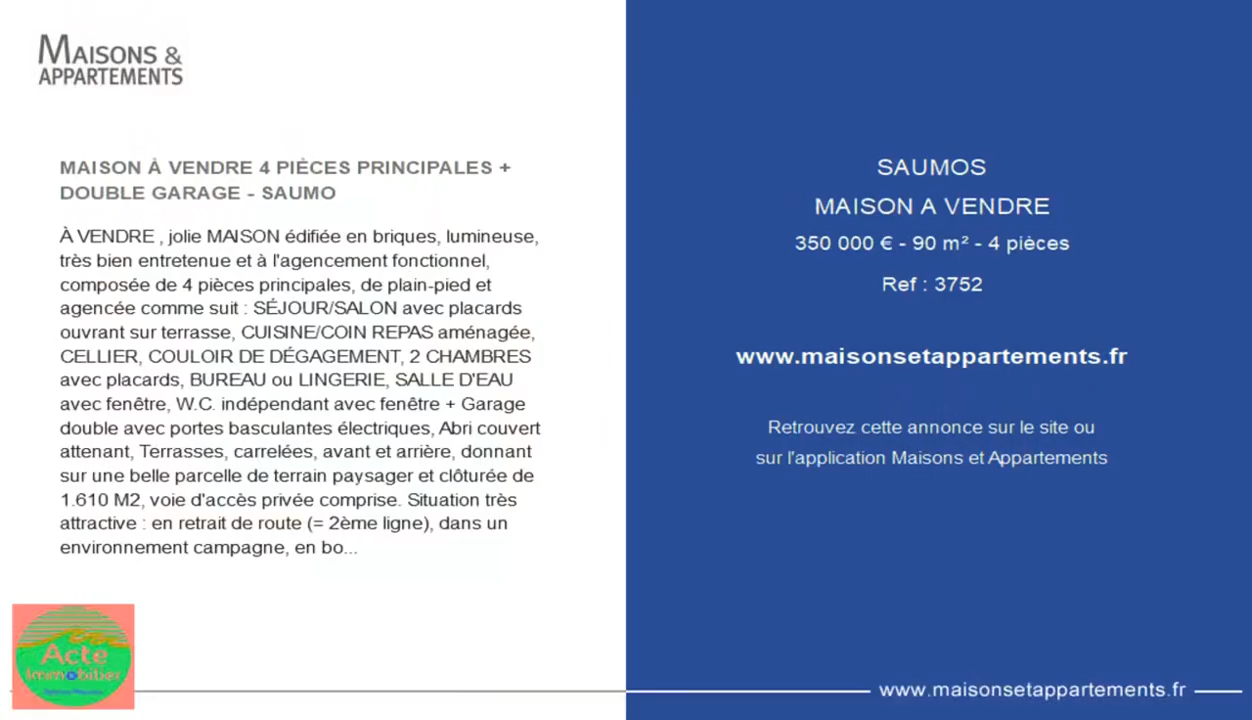 MAISONS &
APPARTEMENTS
MAISON À VENDRE 4 PIÈCES PRINCIPALES +
DOUBLE GARAGE - SAUMO
À VENDRE , jolie MAISON édifiée en briques, lumineuse,
très bien entretenue et à l'agencement fonctionnel,
composée de 4 pièces principales, de plain-pied et
agencée comme suit : SÉJOUR/SALON avec placards
ouvrant sur terrasse, CUISINE/COIN REPAS aménagée,
CELLIER, COULOIR DE DÉGAGEMENT, 2 CHAMBRES
avec placards, BUREAU ou LINGERIE, SALLE D'EAU
avec fenêtre, W.C. indépendant avec fenêtre + Garage
double avec portes basculantes électriques, Abri couvert
attenant, Terrasses, carrelées, avant et arrière, donnant
sur une belle parcelle de terrain paysager et clôturée de
1.610 M2, voie d'accès privée comprise. Situation très
attractive : en retrait de route (= 2ème ligne), dans un
environnement campagne, en bo...
Acte
immobilier
SAUMOS
MAISON A VENDRE
350 000 € - 90 m² - 4 pièces
Ref : 3752
www.maisonsetappartements.fr
Retrouvez cette annonce sur le site ou
sur l'application Maisons et Appartements
www.maisonsetappartements.fr